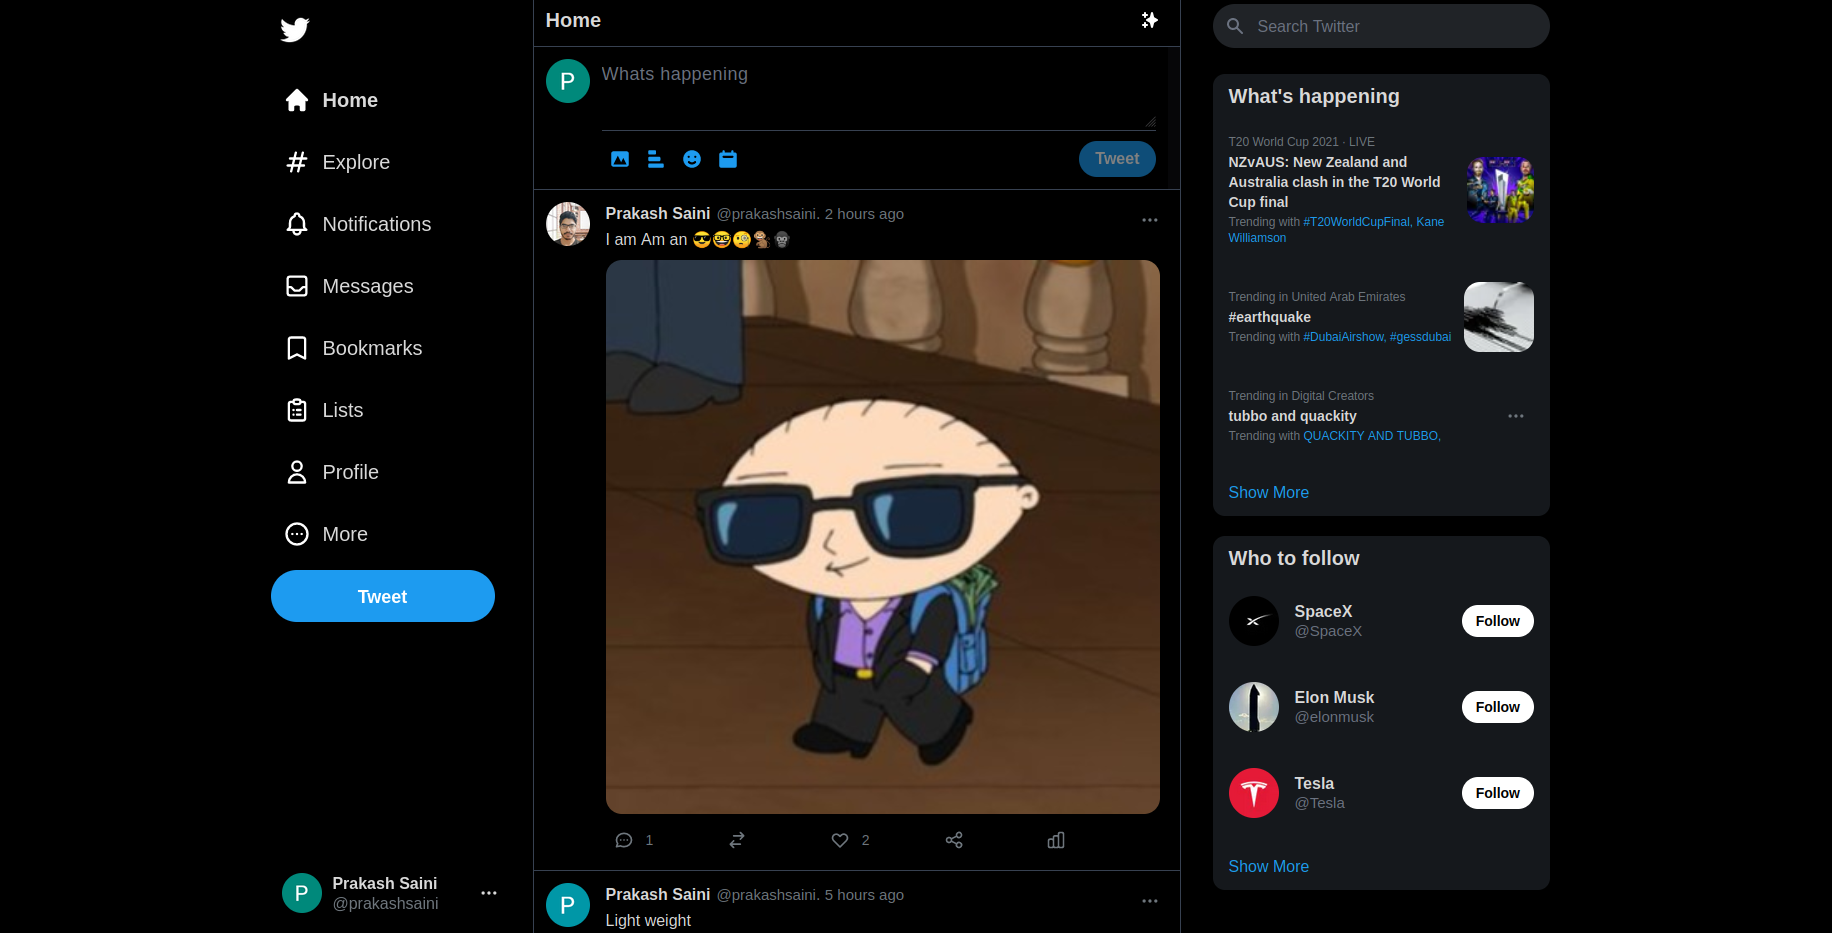 Home
Explore
Notifications
Messages
Bookmarks
Lists
Profile
More
Tweet
P
Prakash Saini
@prakashsaini
Home
P
Whats happening
Tweet
Prakash Saini @prakashsaini. 2 hours ago
I am Am an 😎🤓🧐🐒🦍
1
2
P
Prakash Saini @prakashsaini. 5 hours ago
Light weight
Search Twitter
What's happening
T20 World Cup 2021 · LIVE
NZvAUS: New Zealand and
Australia clash in the T20 World
Cup final
Trending with #T20WorldCupFinal, Kane
Williamson
Trending in United Arab Emirates
#earthquake
Trending with #DubaiAirshow, #gessdubai
Trending in Digital Creators
tubbo and quackity
Trending with QUACKITY AND TUBBO,
Show More
Who to follow
SpaceX
@SpaceX
Follow
Elon Musk
@elonmusk
Follow
Tesla
@Tesla
Follow
Show More